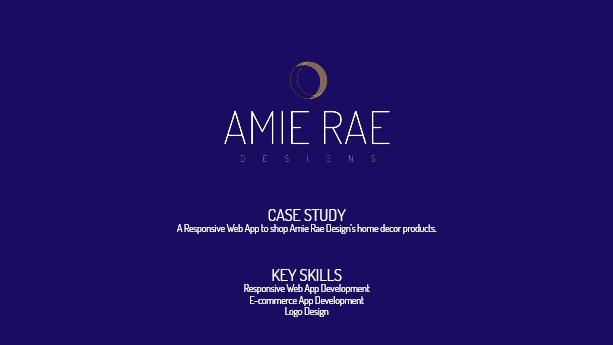 AMIE RAE
DESIGNS
CASE STUDY
A Responsive Web App to shop Amie Rae Design's home decor products.
KEY SKILLS
Responsive Web App Development
E-commerce App Development
Logo Design